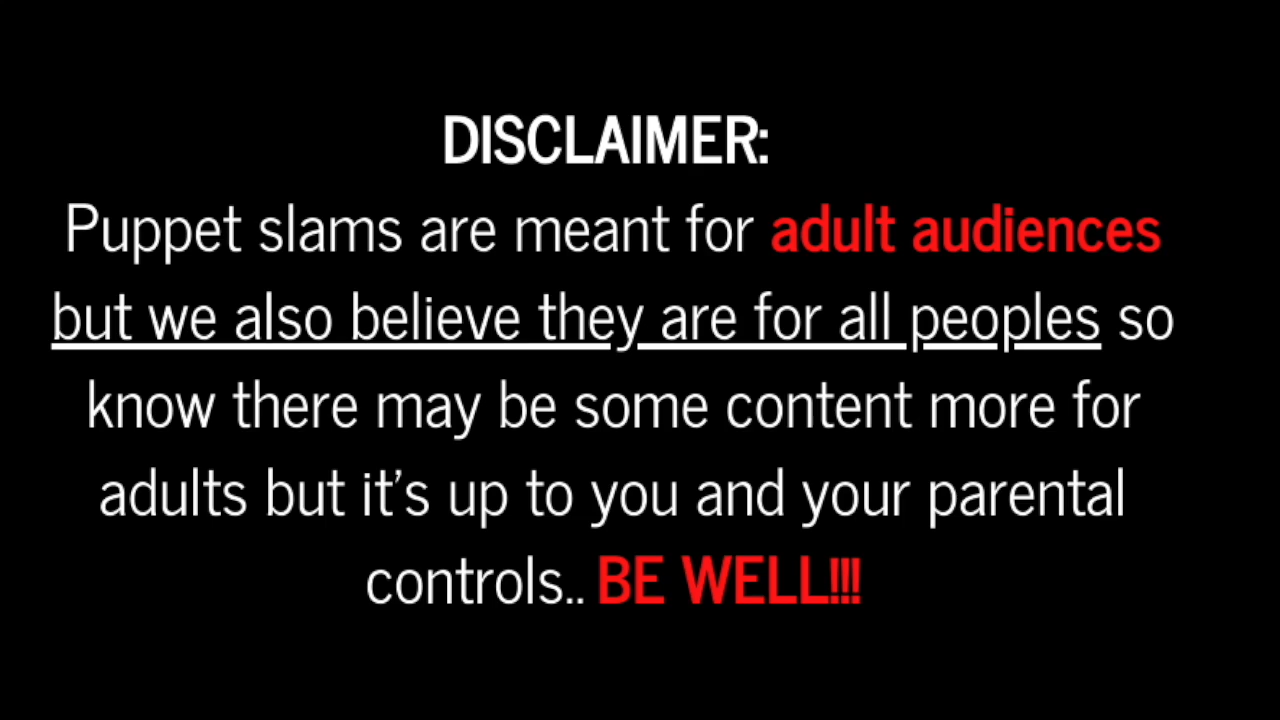 DISCLAIMER:
Puppet slams are meant for adult audiences
but we also believe they are for all peoples so
know there may be some content more for
adults but it’s up to you and your parental
controls.. BE WELL!!!